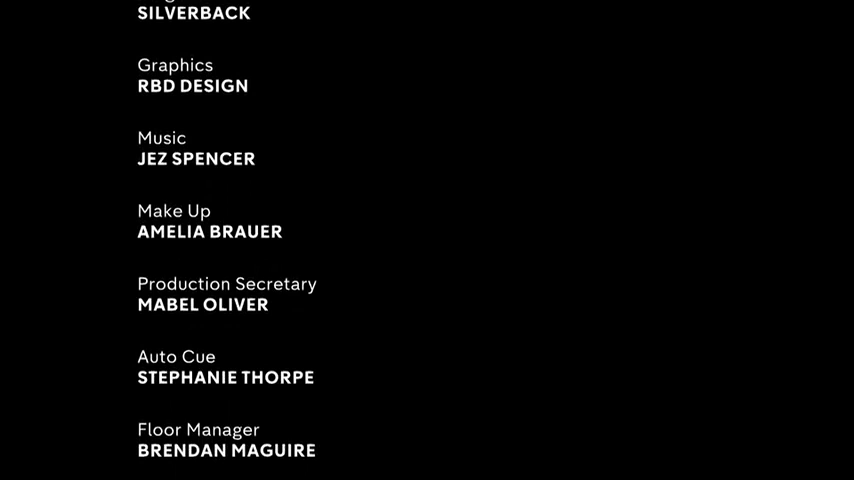 SILVERBACK
Graphics
RBD DESIGN
Music
JEZ SPENCER
Make Up
AMELIA BRAUER
Production Secretary
MABEL OLIVER
Auto Cue
STEPHANIE THORPE
Floor Manager
BRENDAN MAGUIRE